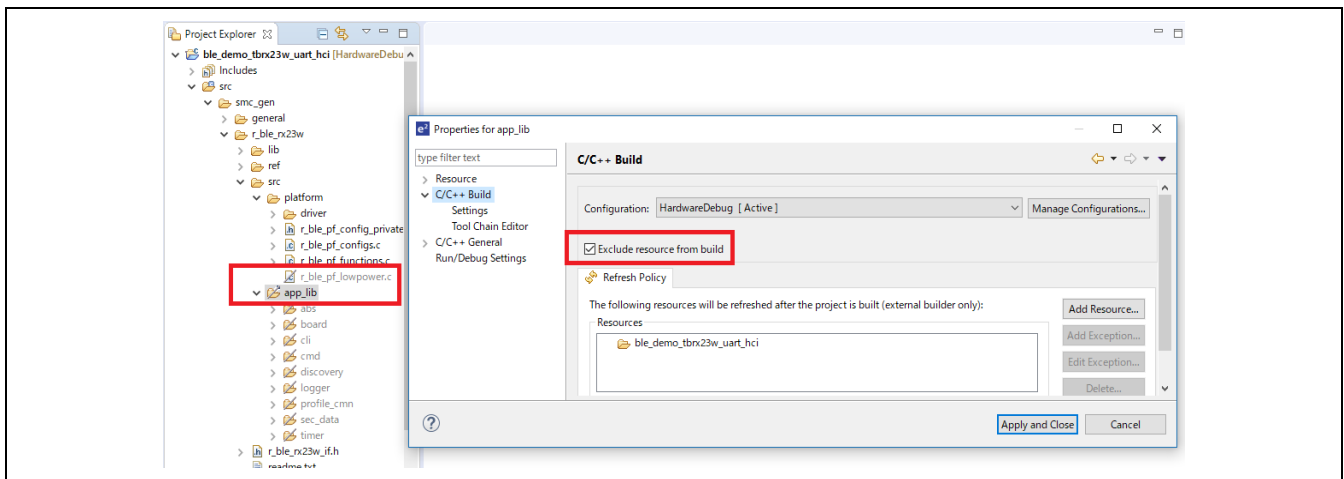 Project Explorer
ble_demo_tbrx23w_uart_hci [HardwareDebu
Includes
src
smc_gen
general
r_ble_rx23w
lib
ref
src
platform
driver
r_ble_pf_config_private
r_ble_pf_configs.c
r_ble_pf_functions.c
r_ble_pf_lowpower.c
app_lib
abs
board
cli
cmd
discovery
logger
profile_cmn
sec_data
timer
r_ble_rx23w_if.h
readme.txt
e² Properties for app_lib
type filter text
Resource
C/C++ Build
Settings
Tool Chain Editor
C/C++ General
Run/Debug Settings
C/C++ Build
Configuration: HardwareDebug [ Active ] Manage Configurations...
Exclude resource from build
Refresh Policy
The following resources will be refreshed after the project is built (external builder only):
Resources
ble_demo_tbrx23w_uart_hci
Add Resource...
Add Exception...
Edit Exception...
Delete...
Apply and Close Cancel